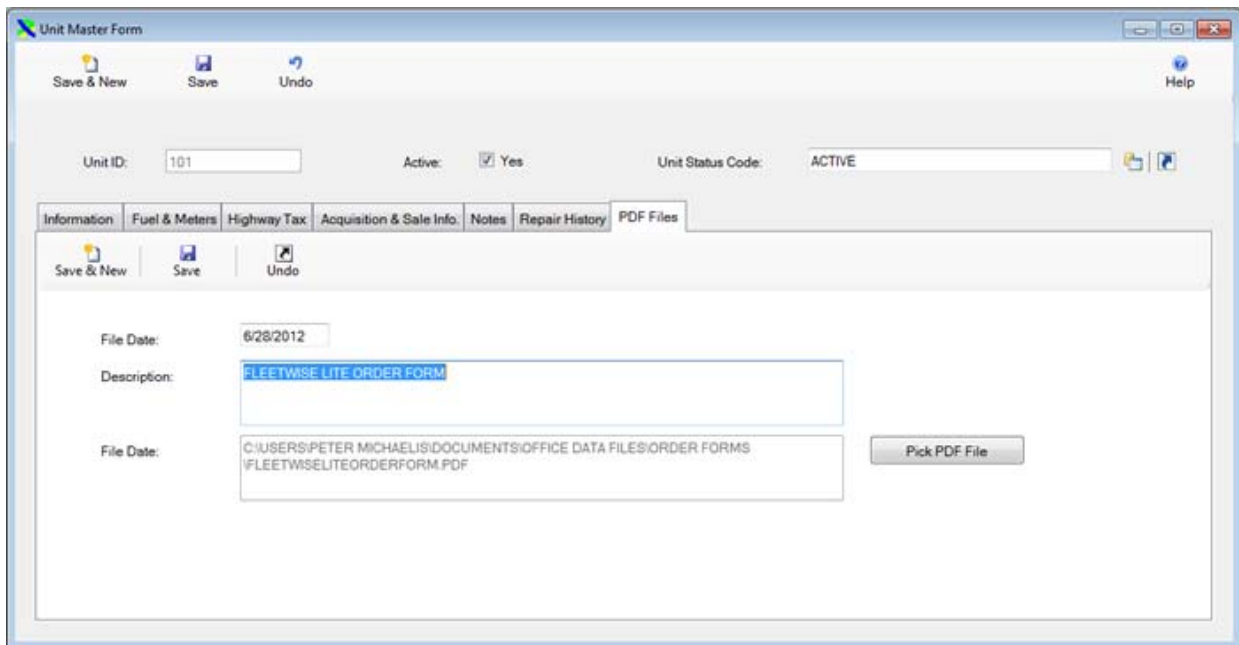 Unit Master Form
Save & New Save Undo Help
Unit ID: 101 Active: Yes Unit Status Code: ACTIVE
Information Fuel & Meters Highway Tax Acquisition & Sale Info. Notes Repair History PDF Files
Save & New Save Undo
File Date: 6/28/2012
Description: FLEETWISE LITE ORDER FORM
File Date: C:\USERS\PETER MICHAELIS\DOCUMENTS\OFFICE DATA FILES\ORDER FORMS
\FLEETWISELITEORDERFORM.PDF
Pick PDF File